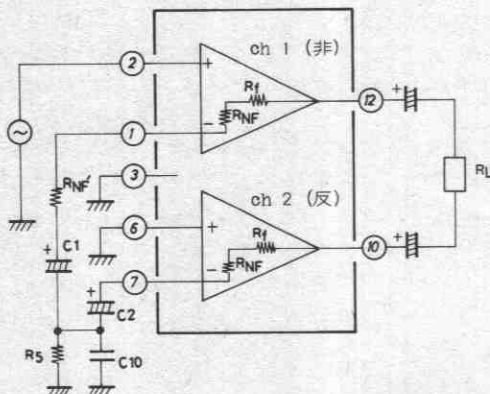 ch 1 (非)
2
+
Rf
12
+
RNF
1
−
RNF'
3
RL
ch 2 (反)
6
+
Rf
10
+
+
C1
RNF
7
−
+
C2
R5
C10